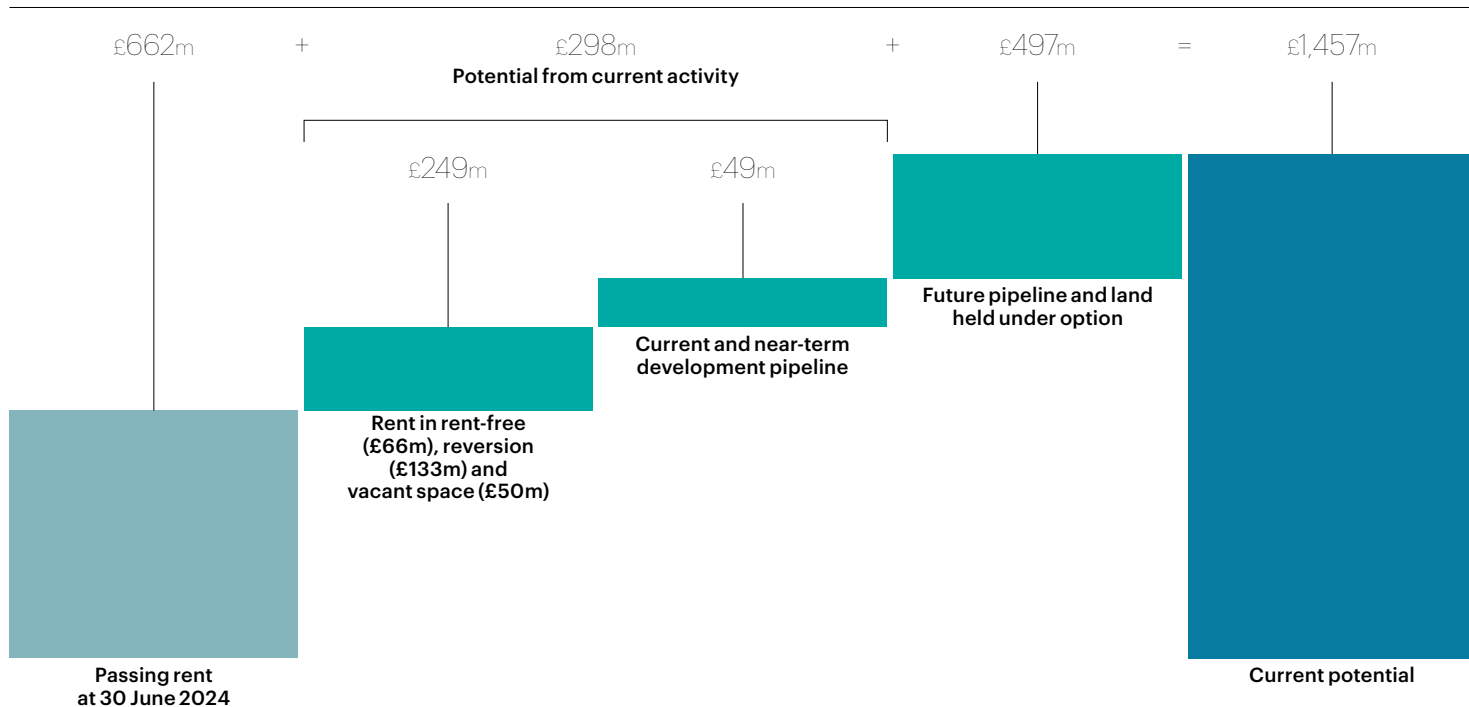 £662m + £298m + £497m = £1,457m
Potential from current activity
£249m £49m
Rent in rent-free
(£66m), reversion
(£133m) and
vacant space (£50m)
Current and near-term
development pipeline
Future pipeline and land
held under option
Passing rent
at 30 June 2024
Current potential